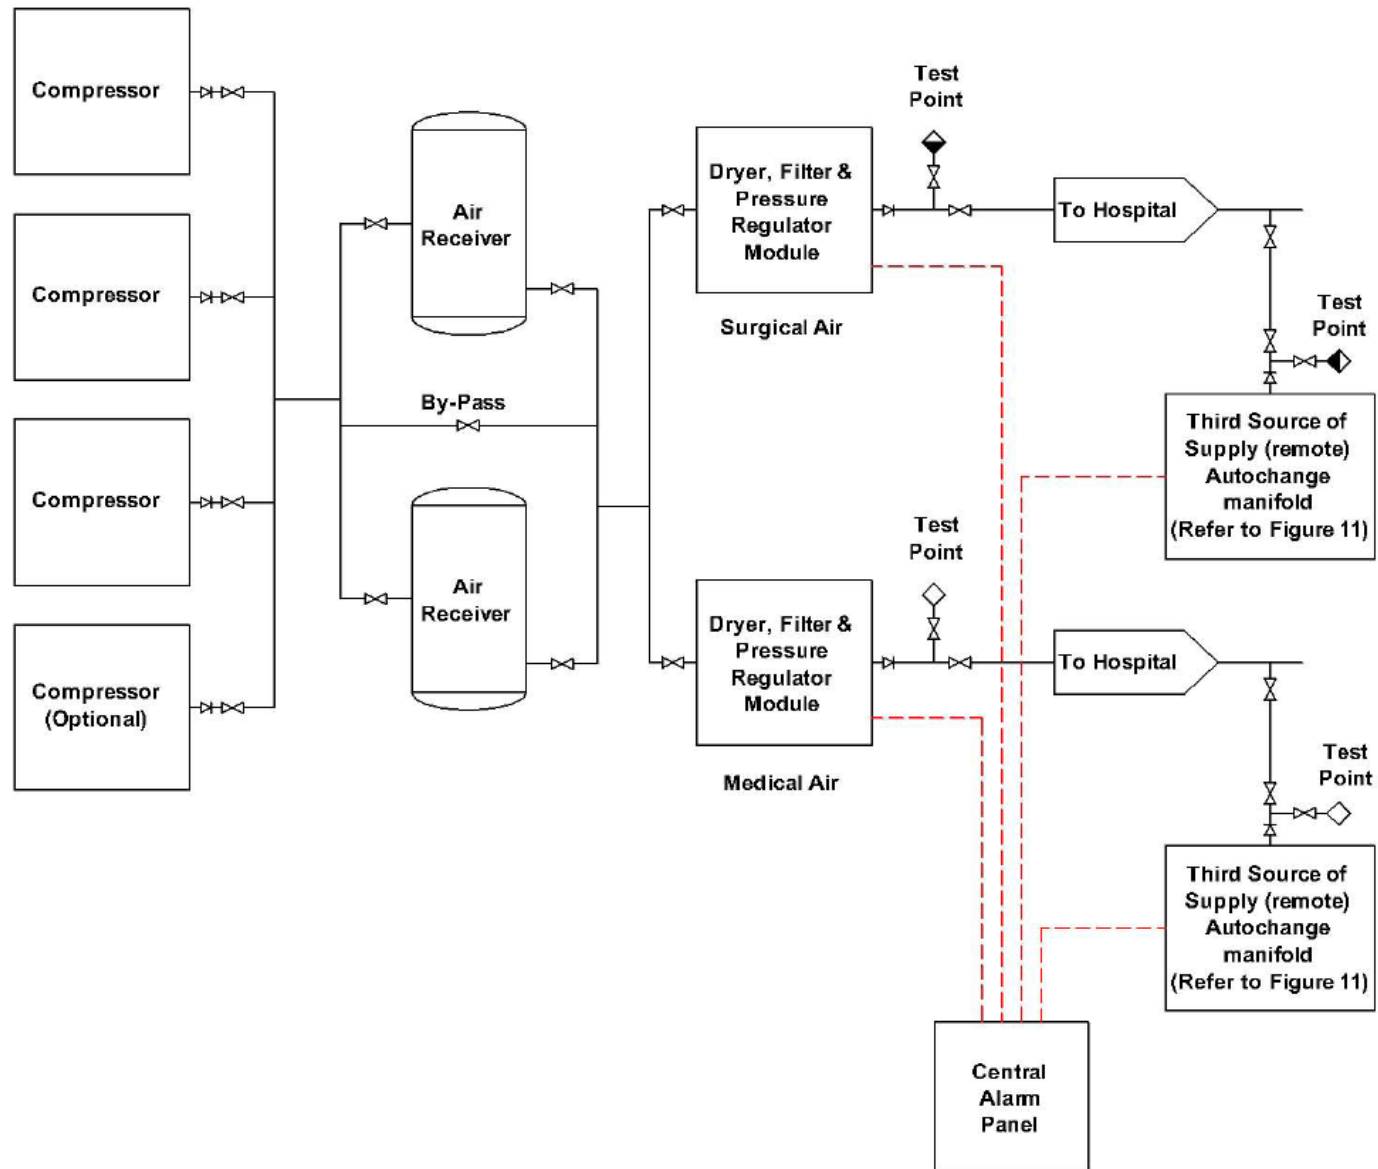 Compressor
Compressor
Compressor
Compressor
(Optional)
Air
Receiver
By-Pass
Air
Receiver
Dryer, Filter &
Pressure
Regulator
Module
Surgical Air
Dryer, Filter &
Pressure
Regulator
Module
Medical Air
Test
Point
To Hospital
Test
Point
Third Source of
Supply (remote)
Autochange
manifold
(Refer to Figure 11)
Test
Point
To Hospital
Test
Point
Third Source of
Supply (remote)
Autochange
manifold
(Refer to Figure 11)
Central
Alarm
Panel